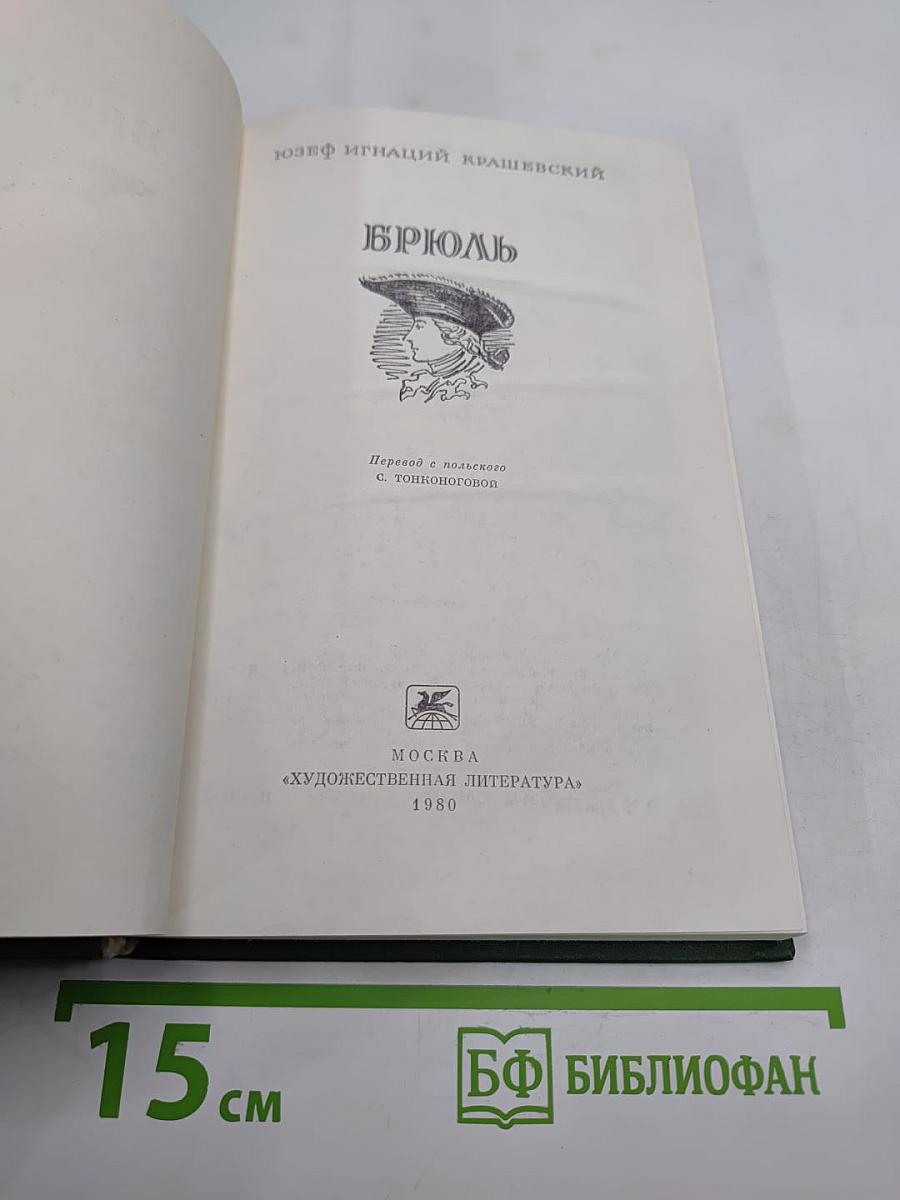 ЮЗЕФ ИГНАЦИЙ КРАШЕВСКИЙ
БРЮЛЬ
Перевод с польского
С. ТОНКОНОГОВОЙ
МОСКВА
«ХУДОЖЕСТВЕННАЯ ЛИТЕРАТУРА»
1980
15 см
БФ БИБЛИОФАН